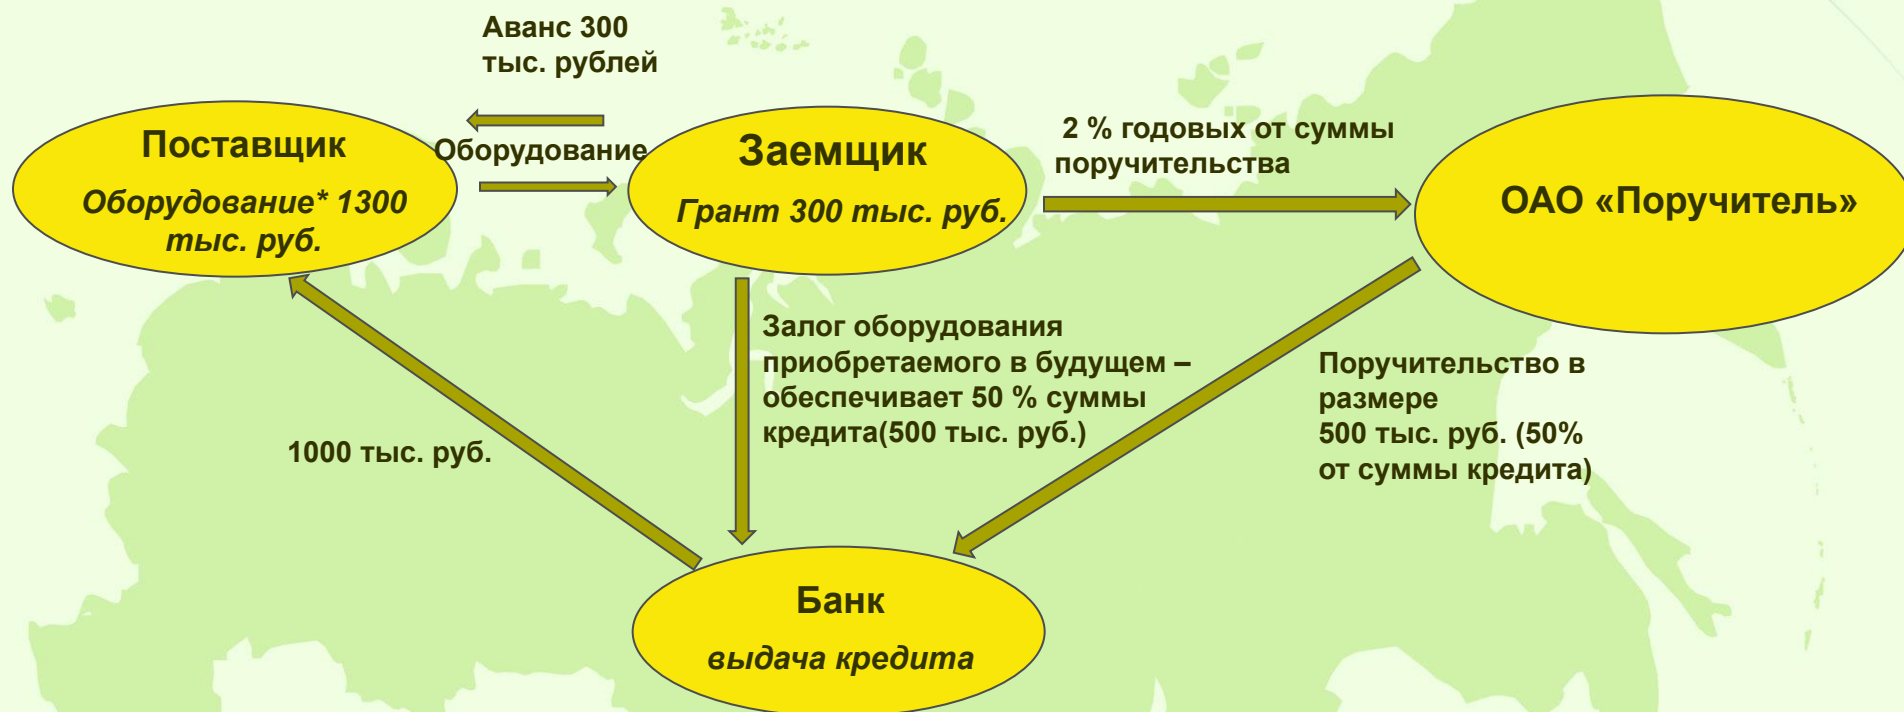 Аванс 300
тыс. рублей
Поставщик
Оборудование* 1300
тыс. руб.
Оборудование
Заемщик
Грант 300 тыс. руб.
2 % годовых от суммы
поручительства
ОАО «Поручитель»
1000 тыс. руб.
Залог оборудования
приобретаемого в будущем –
обеспечивает 50 % суммы
кредита(500 тыс. руб.)
Поручительство в
размере
500 тыс. руб. (50%
от суммы кредита)
Банк
выдача кредита